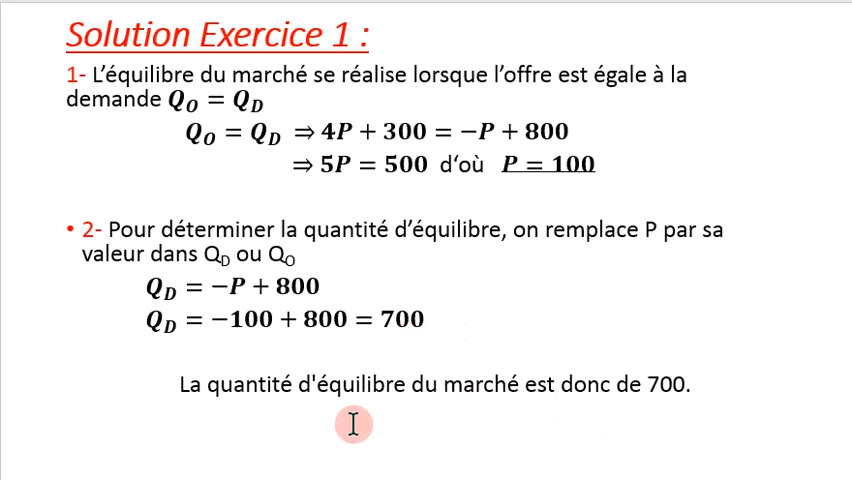 Solution Exercice 1 :
1- L’équilibre du marché se réalise lorsque l’offre est égale à la
demande Q_O = Q_D
Q_O = Q_D ⇒ 4P + 300 = −P + 800
⇒ 5P = 500 d‘où P = 100
• 2- Pour déterminer la quantité d’équilibre, on remplace P par sa
valeur dans Q_D ou Q_O
Q_D = −P + 800
Q_D = −100 + 800 = 700
La quantité d'équilibre du marché est donc de 700.